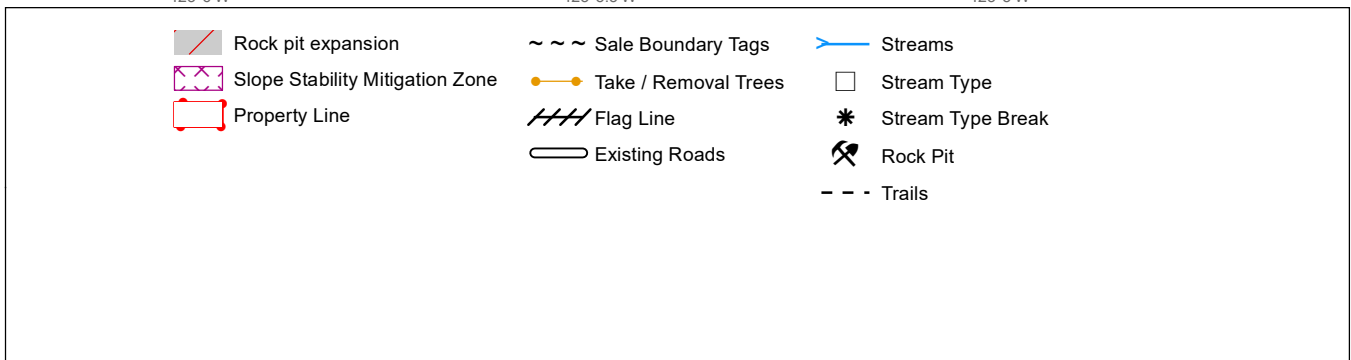 Rock pit expansion
Slope Stability Mitigation Zone
Property Line
Sale Boundary Tags
Take / Removal Trees
Flag Line
Existing Roads
Streams
Stream Type
Stream Type Break
Rock Pit
Trails